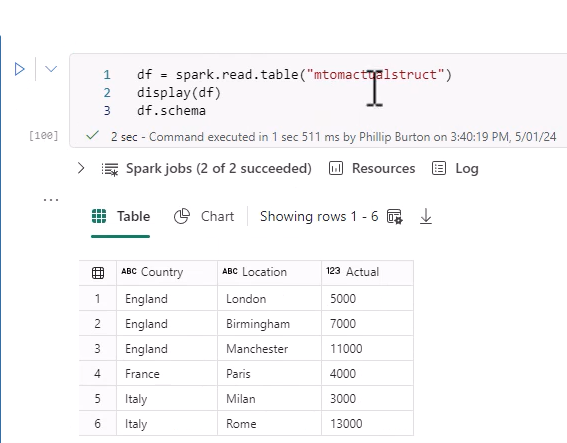 1 df = spark.read.table("mtomactualstruct")
2 display(df)
3 df.schema
[100] 2 sec - Command executed in 1 sec 511 ms by Phillip Burton on 3:40:19 PM, 5/01/24
Spark jobs (2 of 2 succeeded) Resources Log
... Table Chart Showing rows 1 - 6
ABC Country ABC Location 123 Actual
1 England London 5000
2 England Birmingham 7000
3 England Manchester 11000
4 France Paris 4000
5 Italy Milan 3000
6 Italy Rome 13000